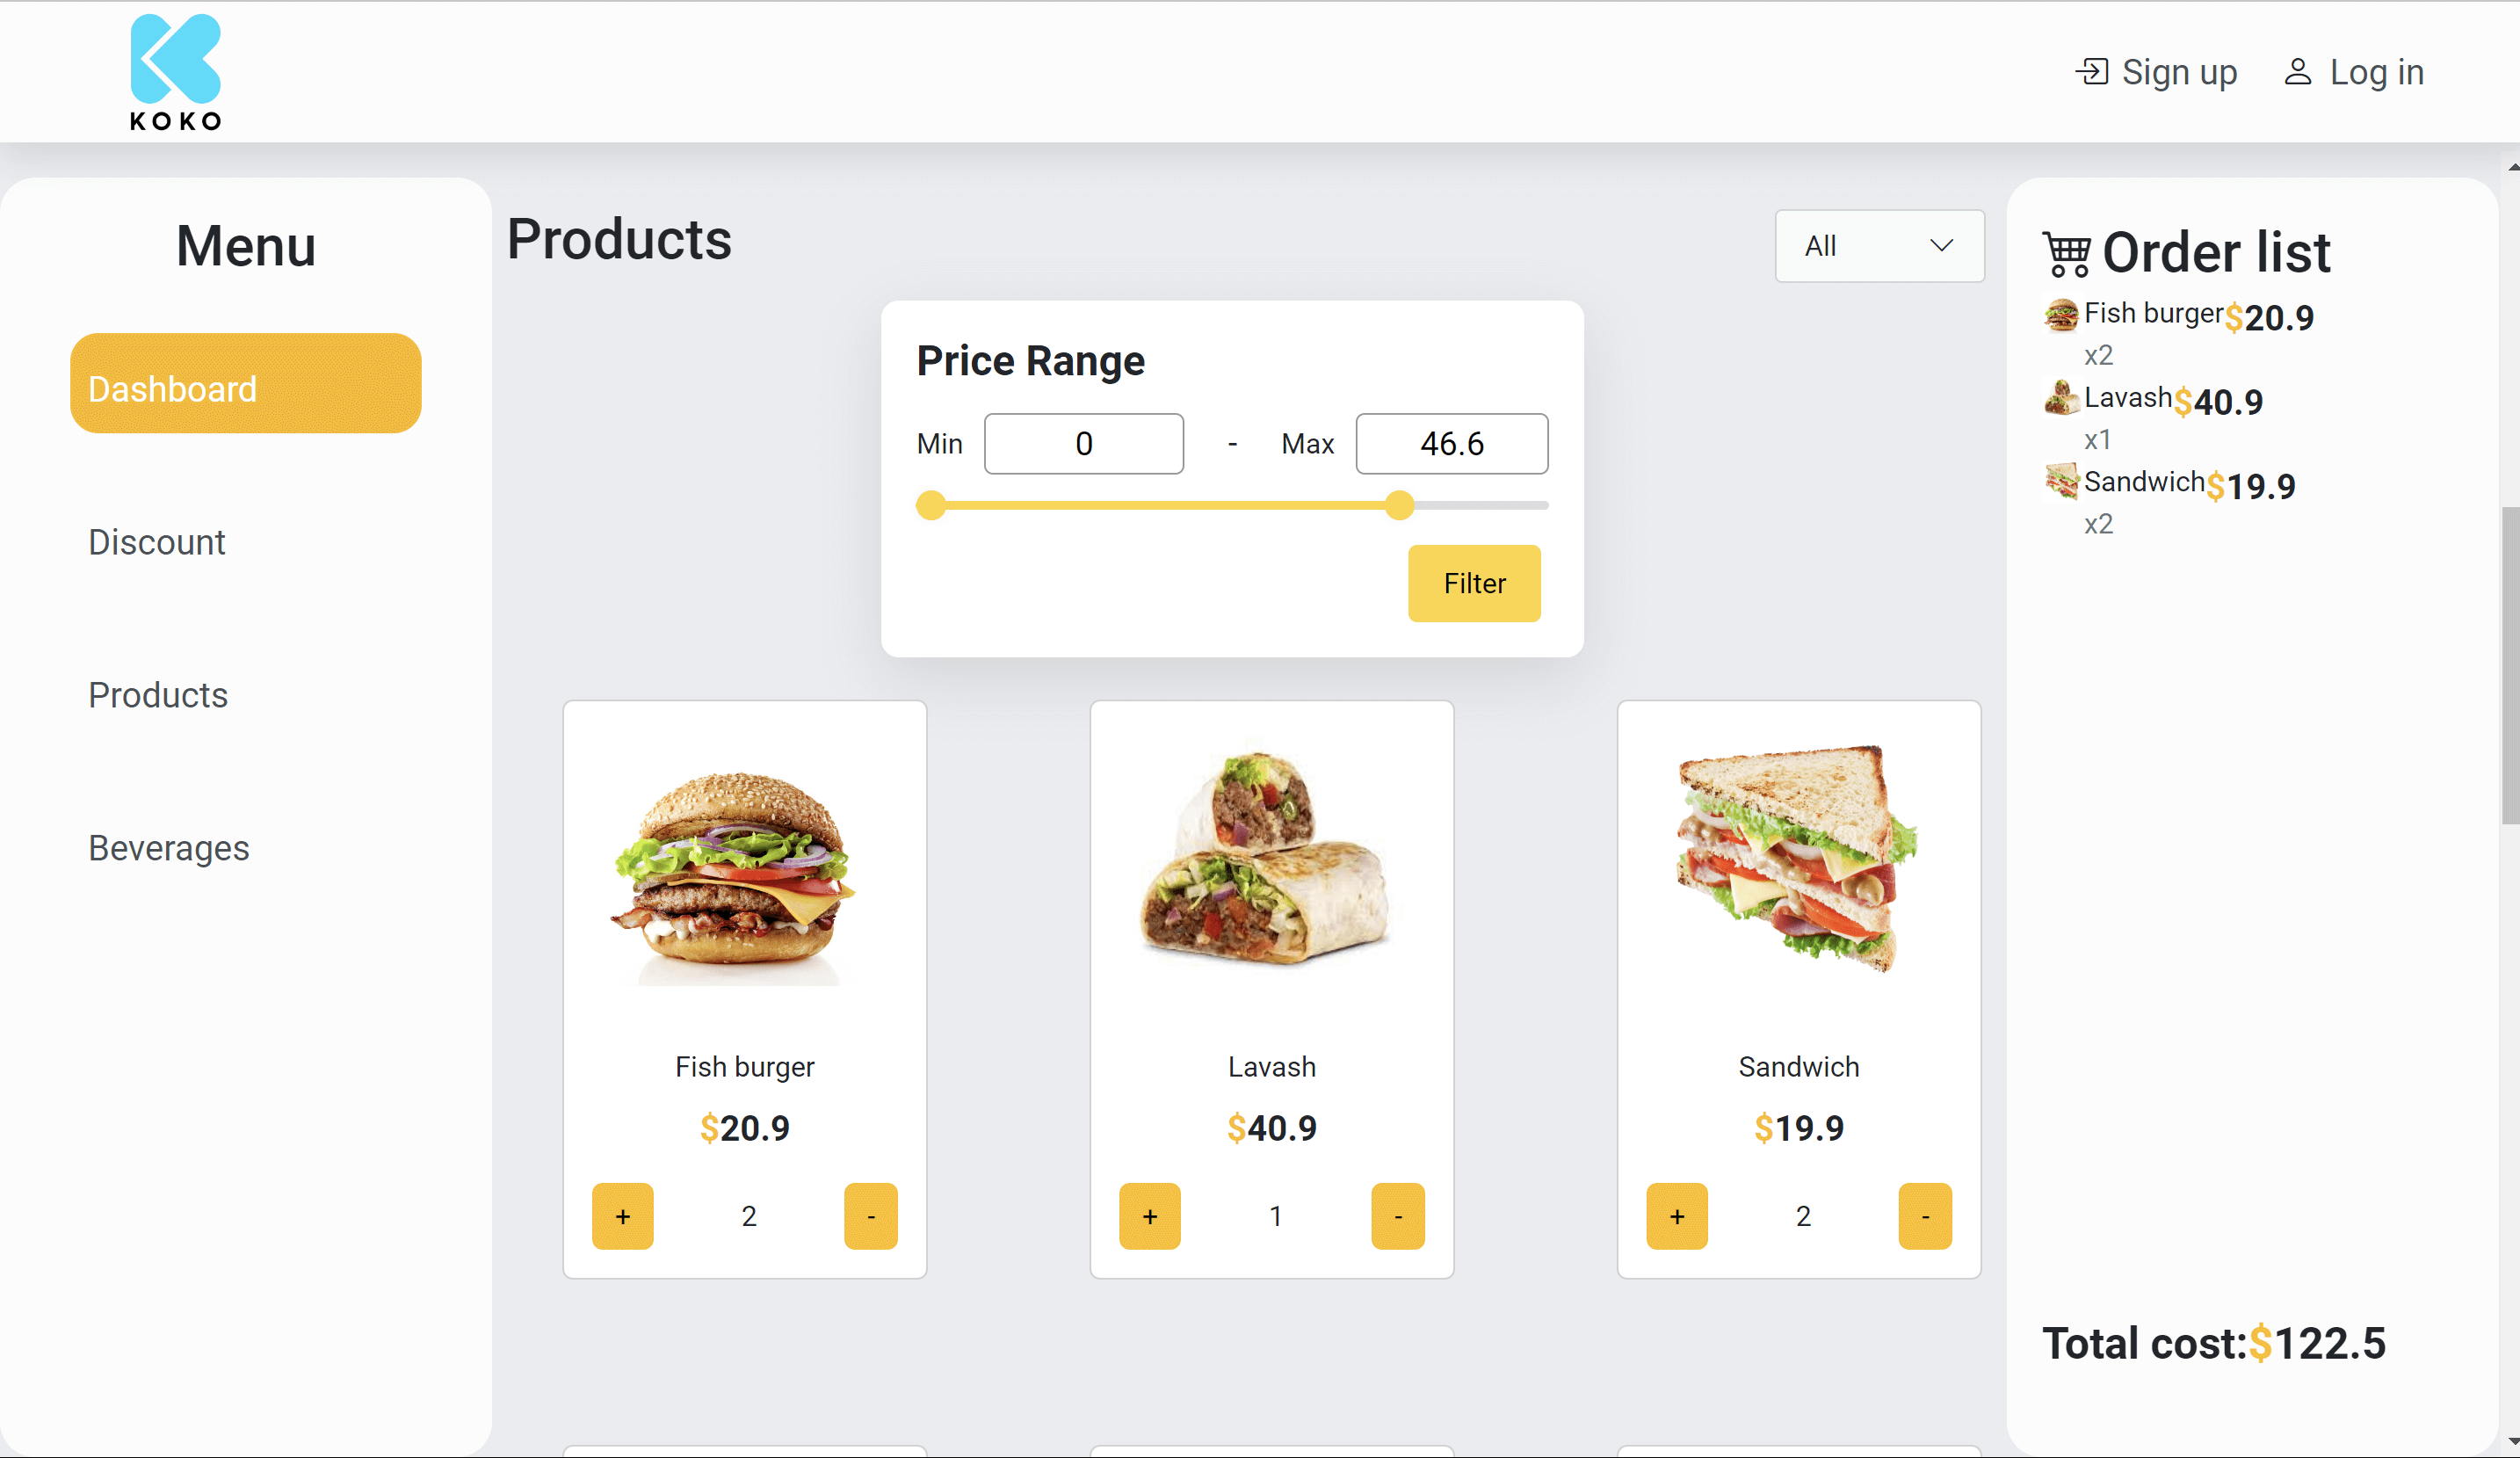 KOKO
Sign up
Log in
Menu
Dashboard
Discount
Products
Beverages
Products
All
Price Range
Min 0 - Max 46.6
Filter
Fish burger
$20.9
+ 2 -
Lavash
$40.9
+ 1 -
Sandwich
$19.9
+ 2 -
Order list
Fish burger$20.9
x2
Lavash$40.9
x1
Sandwich$19.9
x2
Total cost:$122.5